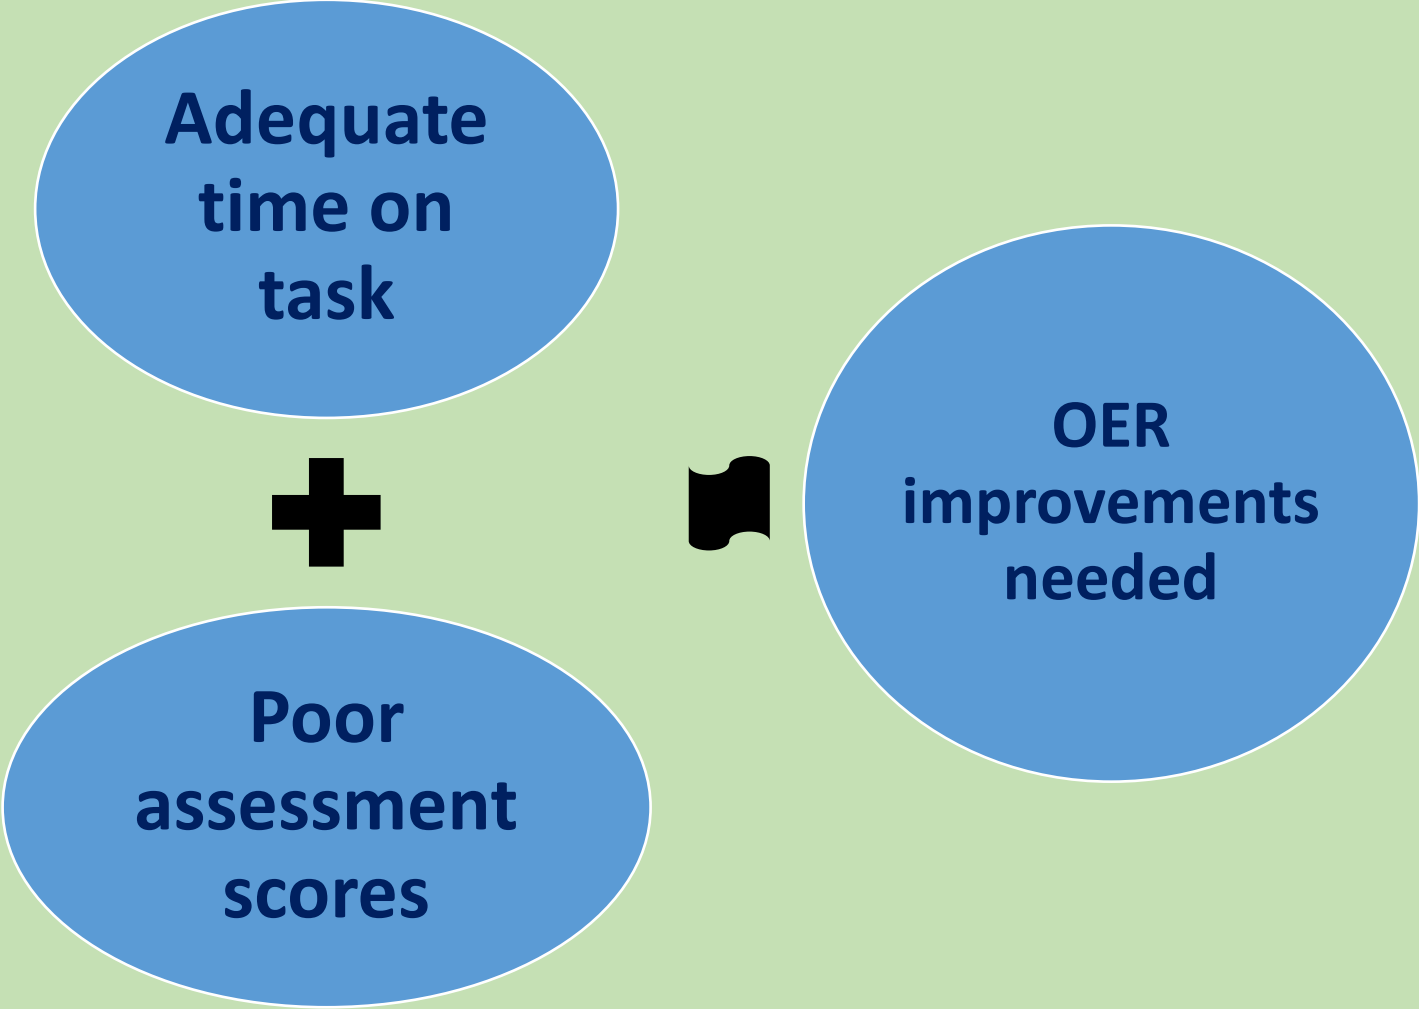 Adequate
time on
task
Poor
assessment
scores
OER
improvements
needed